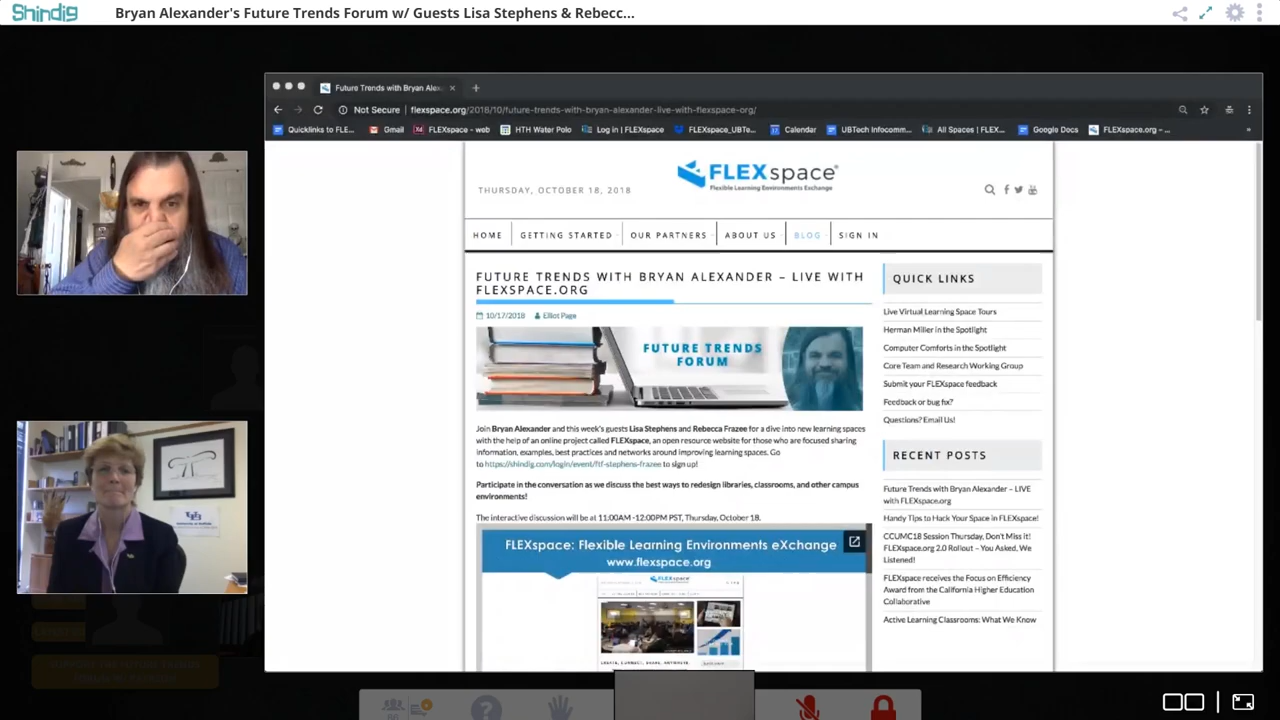 Shindig
Bryan Alexander's Future Trends Forum w/ Guests Lisa Stephens & Rebecc...
Future Trends with Bryan Alex
Not Secure
flexspace.org/2018/10/future-trends-with-bryan-alexander-live-with-flexspace-org/
Quicklinks to FLE...
Gmail
FLEXspace - web
HTH Water Polo
Log in | FLEXspace
FLEXspace_UBTe...
Calendar
UBTech Infocomm...
All Spaces | FLEX...
Google Docs
FLEXspace.org – ...
THURSDAY, OCTOBER 18, 2018
FLEXspace
Flexible Learning Environments Exchange
HOME
GETTING STARTED
OUR PARTNERS
ABOUT US
BLOG
SIGN IN
FUTURE TRENDS WITH BRYAN ALEXANDER – LIVE WITH
FLEXSPACE.ORG
10/17/2018
Elliot Page
FUTURE TRENDS
FORUM
Join Bryan Alexander and this week's guests Lisa Stephens and Rebecca Frazee for a dive into new learning spaces
with the help of an online project called FLEXspace, an open resource website for those who are focused sharing
information, examples, best practices and networks around improving learning spaces. Go
to https://shindig.com/login/event/ftf-stephens-frazee to sign up!
Participate in the conversation as we discuss the best ways to redesign libraries, classrooms, and other campus
environments!
The interactive discussion will be at 11:00AM -12:00PM PST, Thursday, October 18.
FLEXspace: Flexible Learning Environments eXchange
www.flexspace.org
FLEXspace
QUICK LINKS
Live Virtual Learning Space Tours
Herman Miller in the Spotlight
Computer Comforts in the Spotlight
Core Team and Research Working Group
Submit your FLEXspace feedback
Feedback or bug fix?
Questions? Email Us!
RECENT POSTS
Future Trends with Bryan Alexander – LIVE
with FLEXspace.org
Handy Tips to Hack Your Space in FLEXspace!
CCUMC18 Session Thursday, Don't Miss it!
FLEXspace.org 2.0 Rollout – You Asked, We
Listened!
FLEXspace receives the Focus on Efficiency
Award from the California Higher Education
Collaborative
Active Learning Classrooms: What We Know